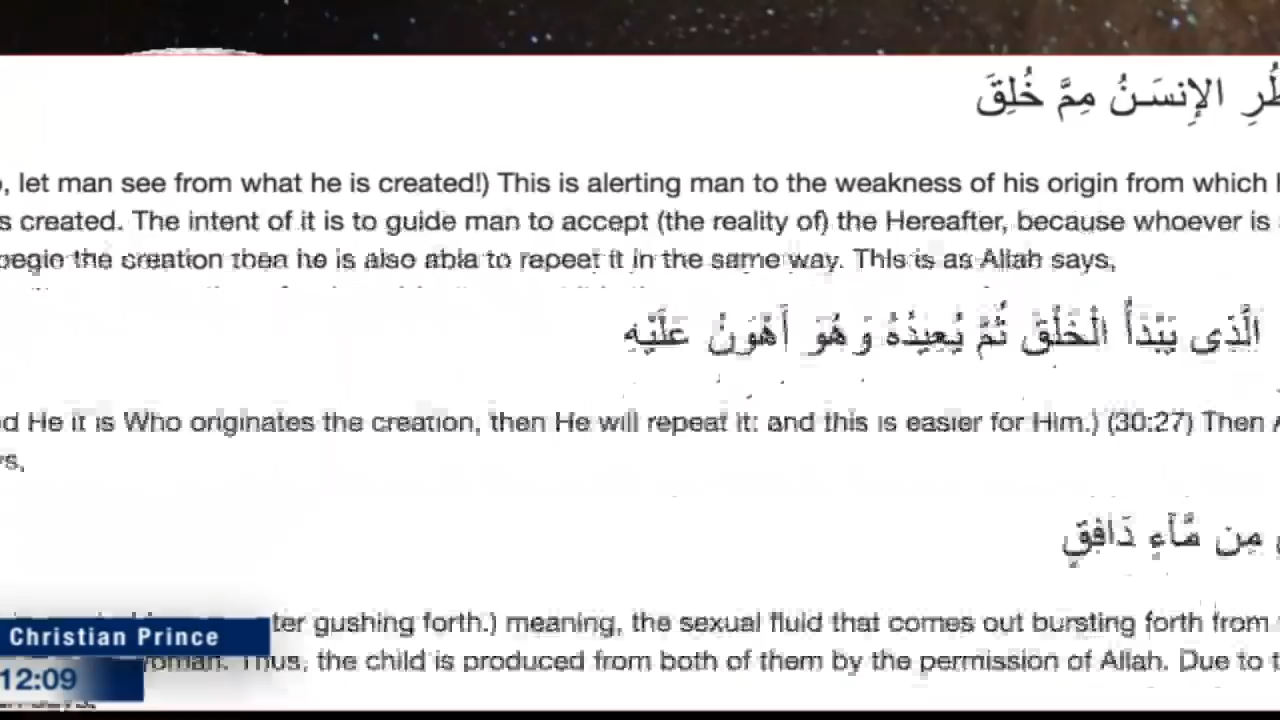 الإِنسَـنُ مِمَّ خُلِقَ
, let man see from what he is created!) This is alerting man to the weakness of his origin from which
s created. The intent of it is to guide man to accept (the reality of) the Hereafter, because whoever is
the creation then he is also able to repeat it in the same way. This is as Allah says,
الَّذِى يَبْدَأُ الْخَلْقَ ثُمَّ يُعِيدُهُ وَهُوَ أَهْوَنُ عَلَيْهِ
d He it is Who originates the creation, then He will repeat it: and this is easier for Him.) (30:27) Then
مِن مَّآءٍ دَافِقٍ
ter gushing forth.) meaning, the sexual fluid that comes out bursting forth from
Christian Prince
Thus, the child is produced from both of them by the permission of Allah. Due to
12:09